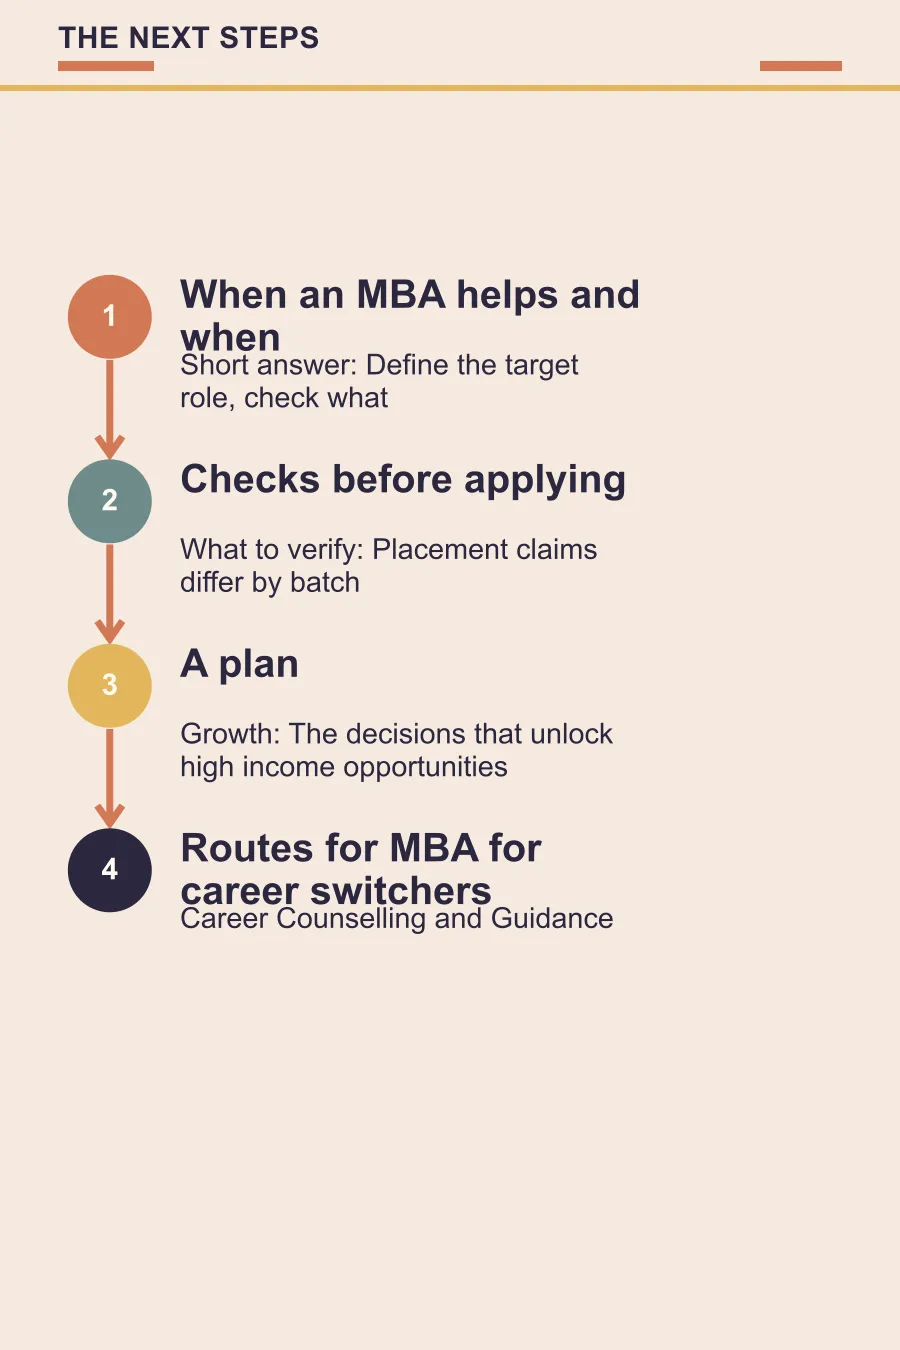 THE NEXT STEPS
1
When an MBA helps and
when
Short answer: Define the target
role, check what
2
Checks before applying
What to verify: Placement claims
differ by batch
3
A plan
Growth: The decisions that unlock
high income opportunities
4
Routes for MBA for
career switchers
Career Counselling and Guidance